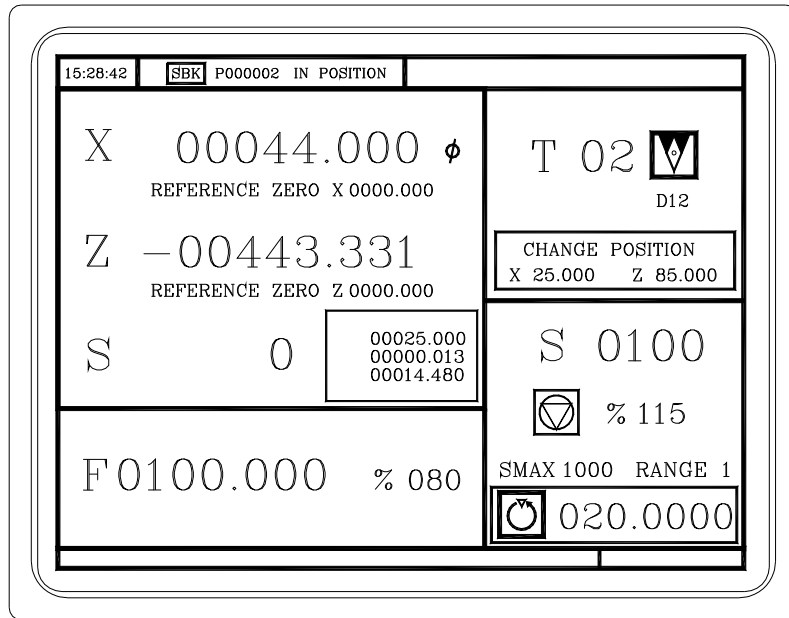 15:28:42 SBK P000002 IN POSITION
X 00044.000 ϕ
REFERENCE ZERO X 0000.000
Z -00443.331
REFERENCE ZERO Z 0000.000
S 0
00025.000
00000.013
00014.480
F 0100.000 % 080
T 02
D12
CHANGE POSITION
X 25.000 Z 85.000
S 0100
% 115
SMAX 1000 RANGE 1
020.0000